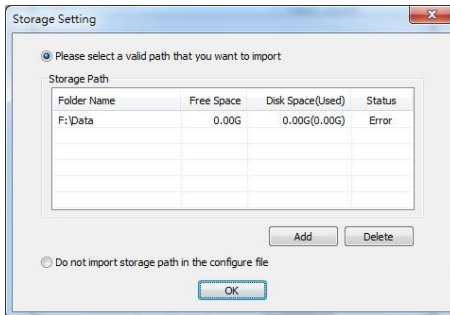 Storage Setting
Please select a valid path that you want to import
Storage Path
Folder Name Free Space Disk Space(Used) Status
F:\Data 0.00G 0.00G(0.00G) Error
Add Delete
Do not import storage path in the configure file
OK